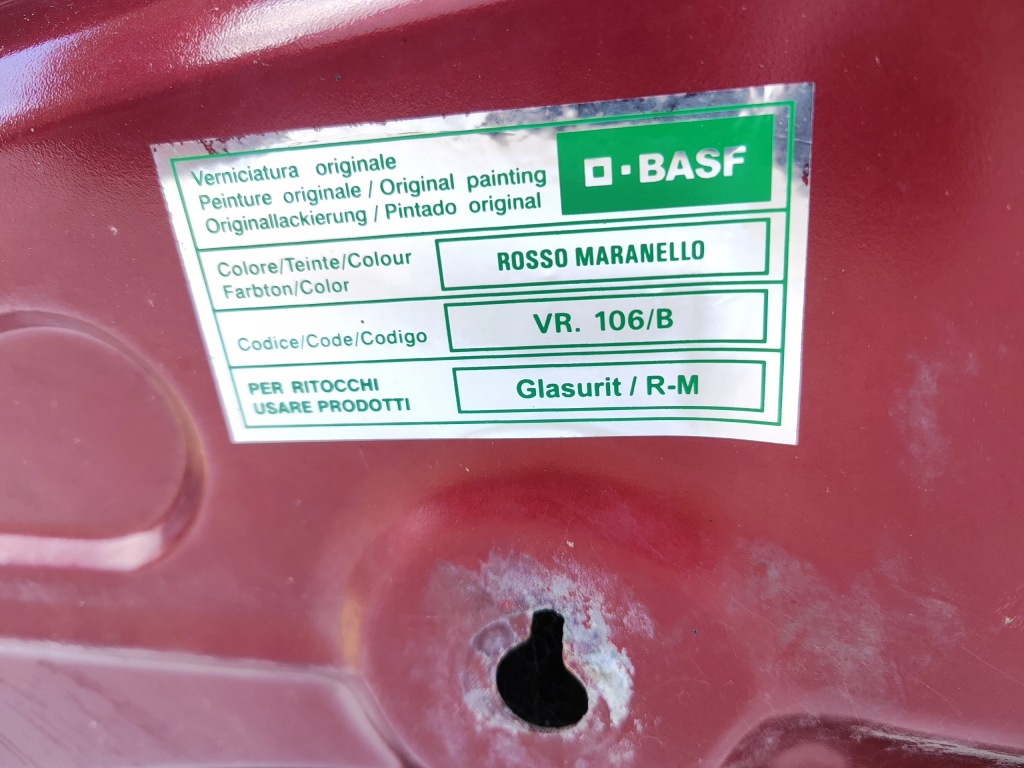 Verniciatura originale
Peinture originale / Original painting
Originallackierung / Pintado original
BASF
Colore/Teinte/Colour
Farbton/Color
ROSSO MARANELLO
Codice/Code/Codigo
VR. 106/B
PER RITOCCHI
USARE PRODOTTI
Glasurit / R-M